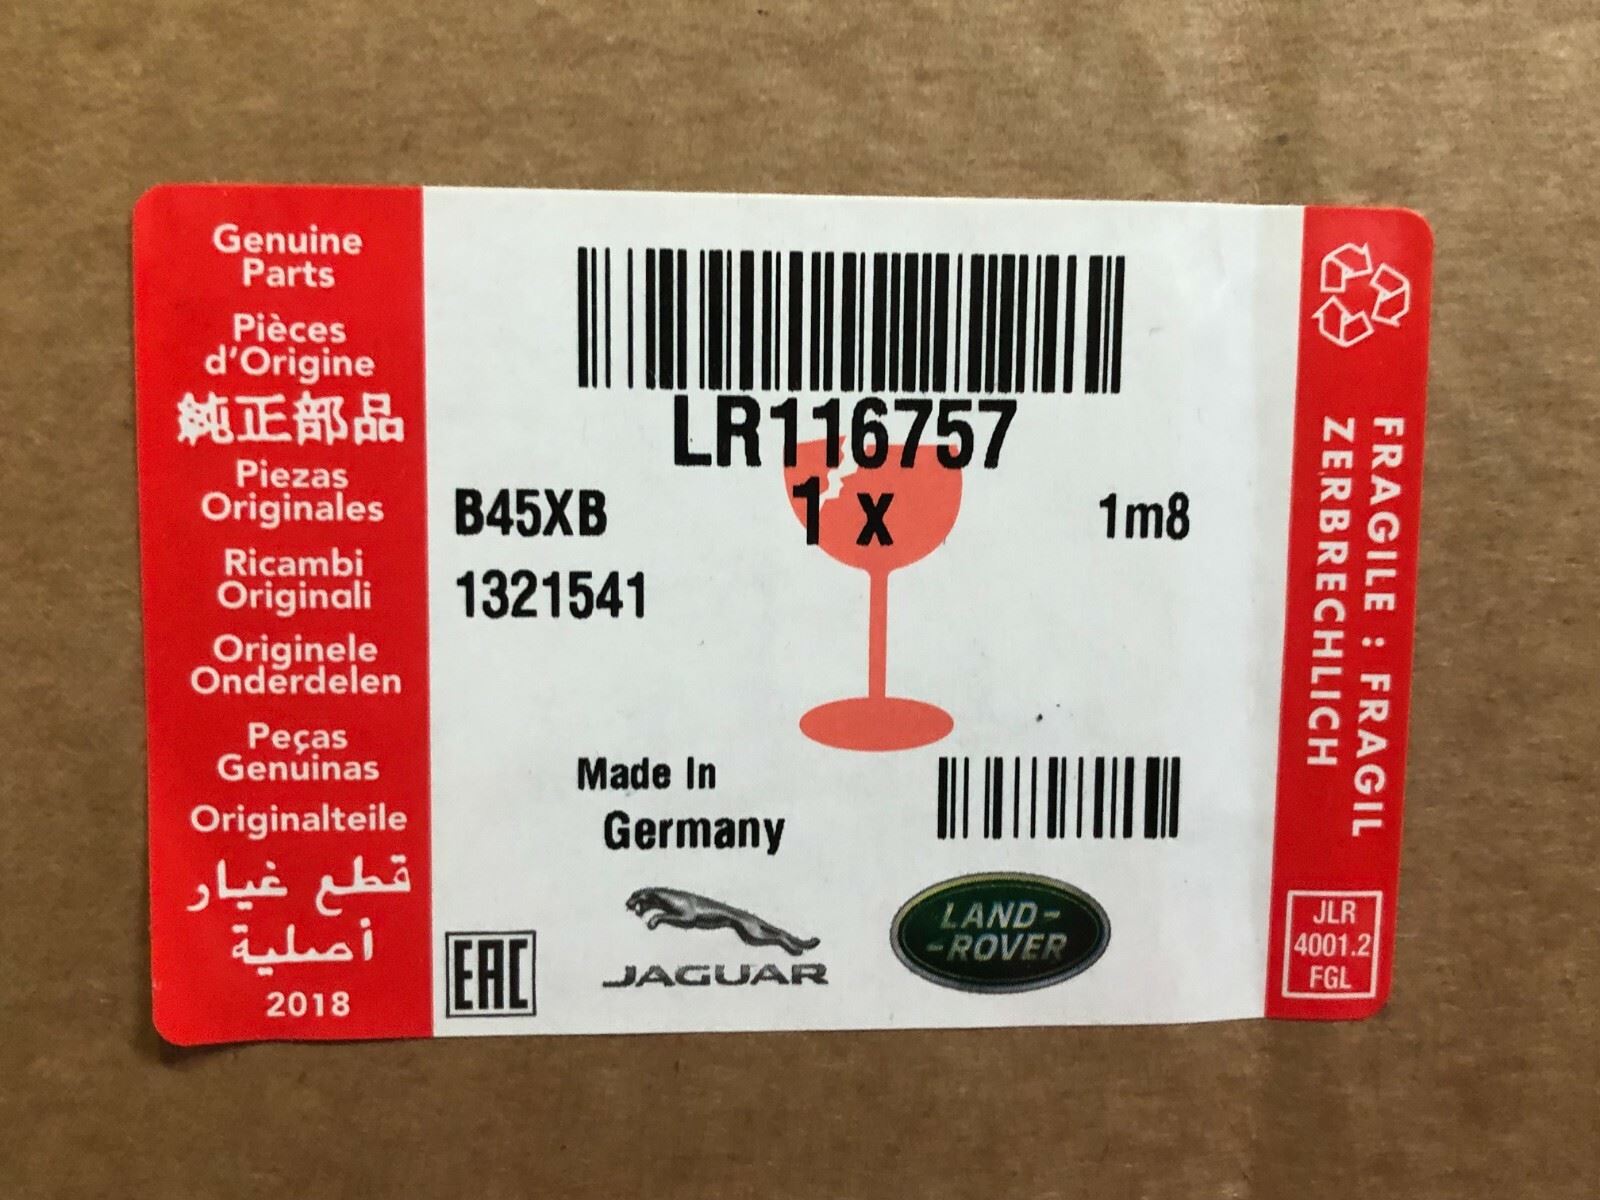 Genuine
Parts
Pièces
d'Origine
純正部品
Piezas
Originales
Ricambi
Originali
Originele
Onderdelen
Peças
Genuinas
Originalteile
قطع غيار
أصلية
2018
LR116757
B45XB
1 x
1m8
1321541
Made In
Germany
EAC
JAGUAR
LAND-
-ROVER
FRAGILE : FRAGIL
ZERBRECHLICH
JLR
4001.2
FGL